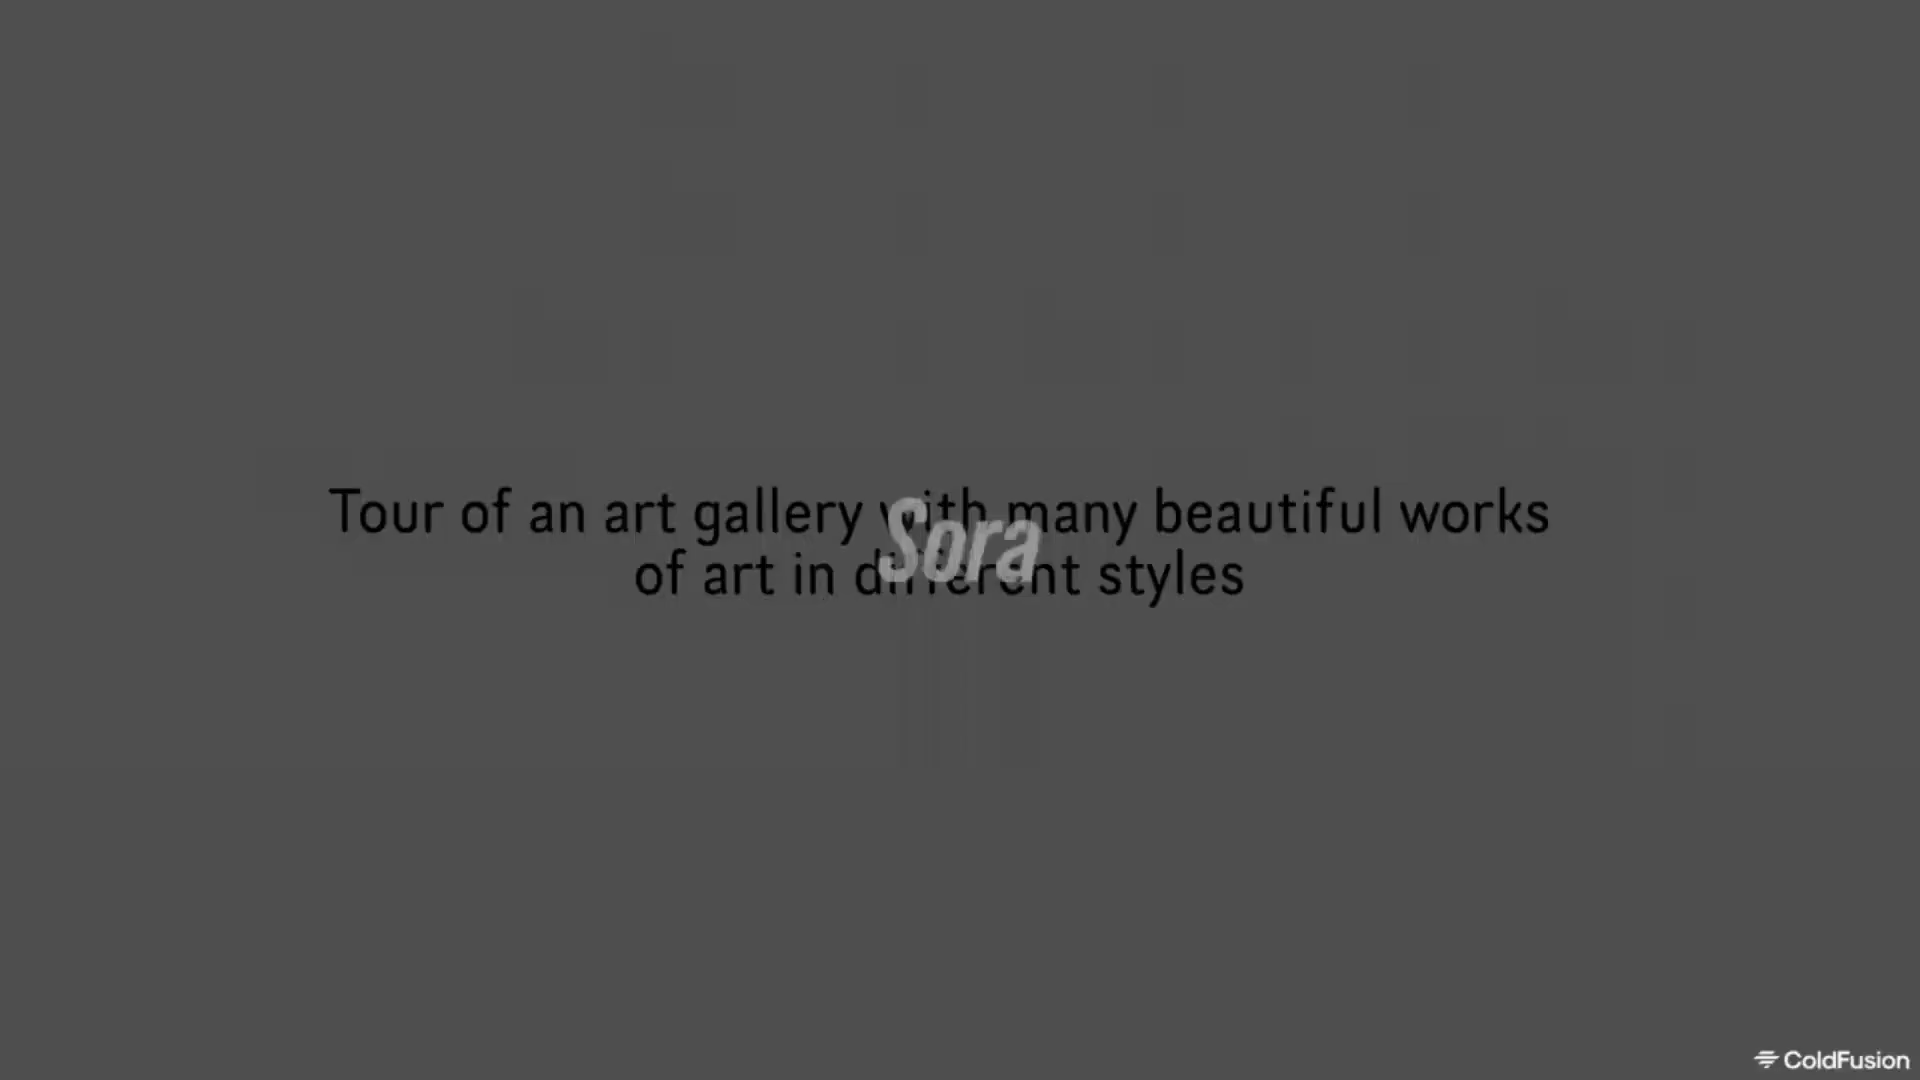 Tour of an art gallery with many beautiful works
of art in different styles
Sora
ColdFusion